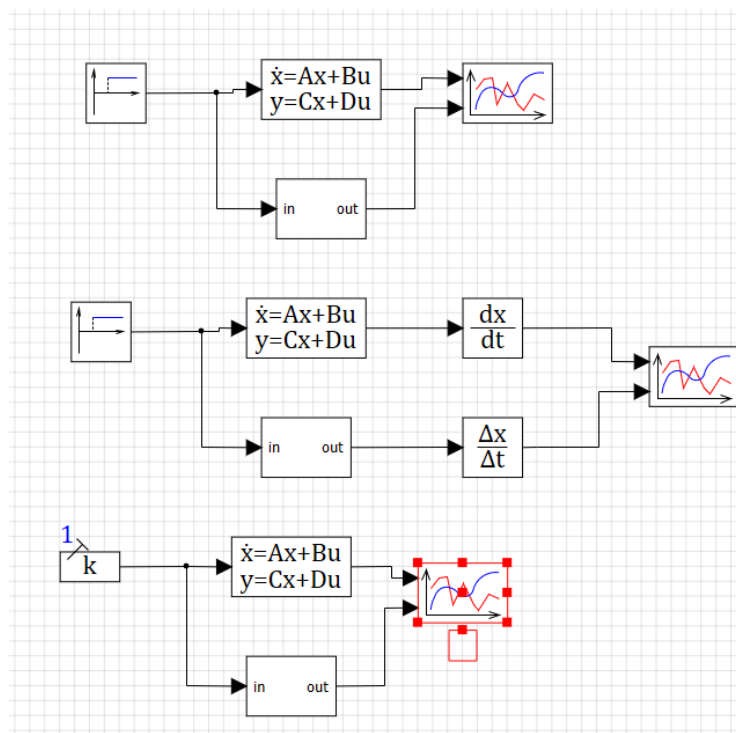 ẋ=Ax+Bu
y=Cx+Du
in out
ẋ=Ax+Bu
y=Cx+Du
dx
dt
in out
Δx
Δt
1
k
ẋ=Ax+Bu
y=Cx+Du
in out